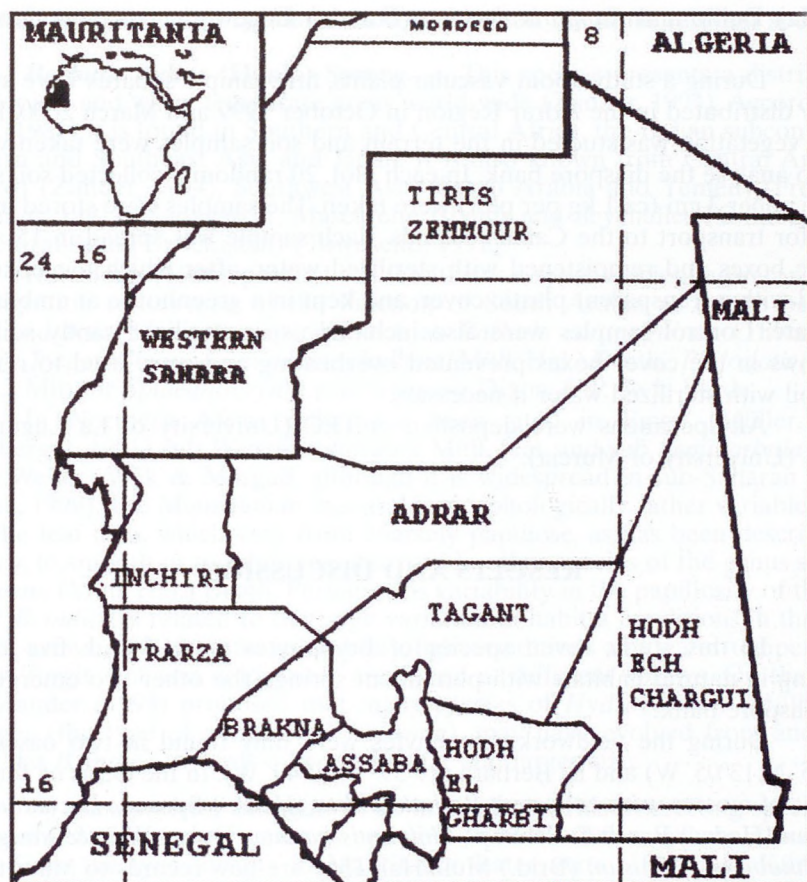 MAURITANIA
MOROCCO
8
ALGERIA
TIRIS
ZEMMOUR
24
16
MALI
WESTERN
SAHARA
ADRAR
INCHIRI
TAGANT
TRARZA
HODH
ECH
CHARGUI
BRAKNA
ASSABA
HODH
EL
GHARBI
16
SENEGAL
MALI